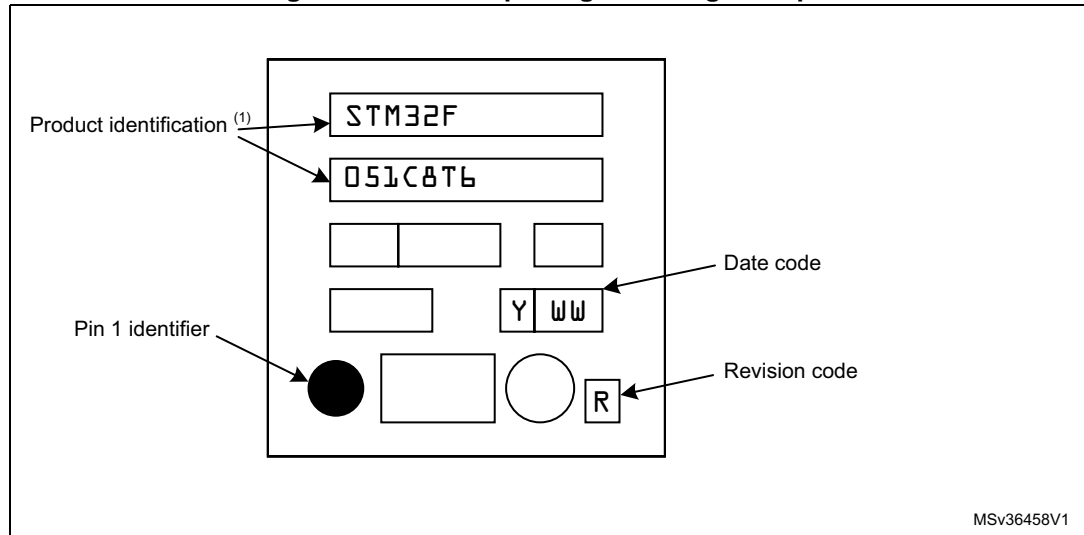 STM32F
Product identification (1)
051C8T6
Date code
Y WW
Pin 1 identifier
Revision code
R
MSv36458V1